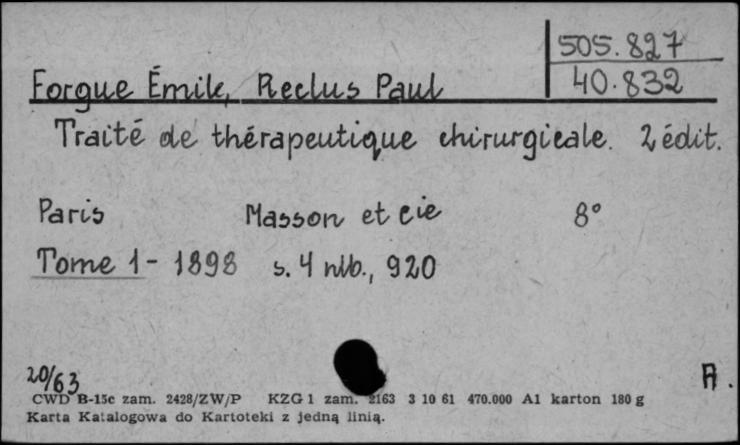 505.827
40.832
Forgue Émile, Reclus Paul
Traité de thérapeutique chirurgicale. 2 édit.
Paris Masson et Cie 8°
Tome 1 - 1898 s. 4 nlb., 920
20/63
A.
CWD B-15c zam. 2428/ZW/P KZG 1 zam. 2163 3 10 61 470.000 A1 karton 180 g
Karta Katalogowa do Kartoteki z jedną linią.